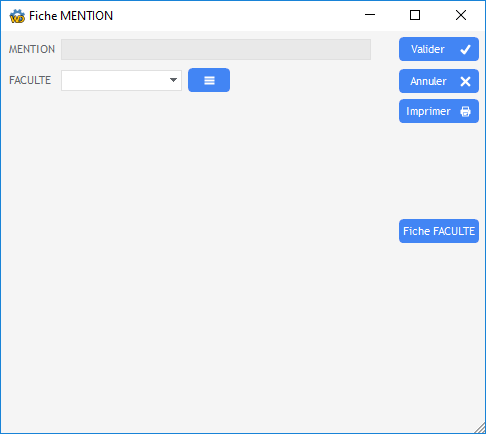 Fiche MENTION
MENTION
Valider
FACULTE
Annuler
Imprimer
Fiche FACULTE